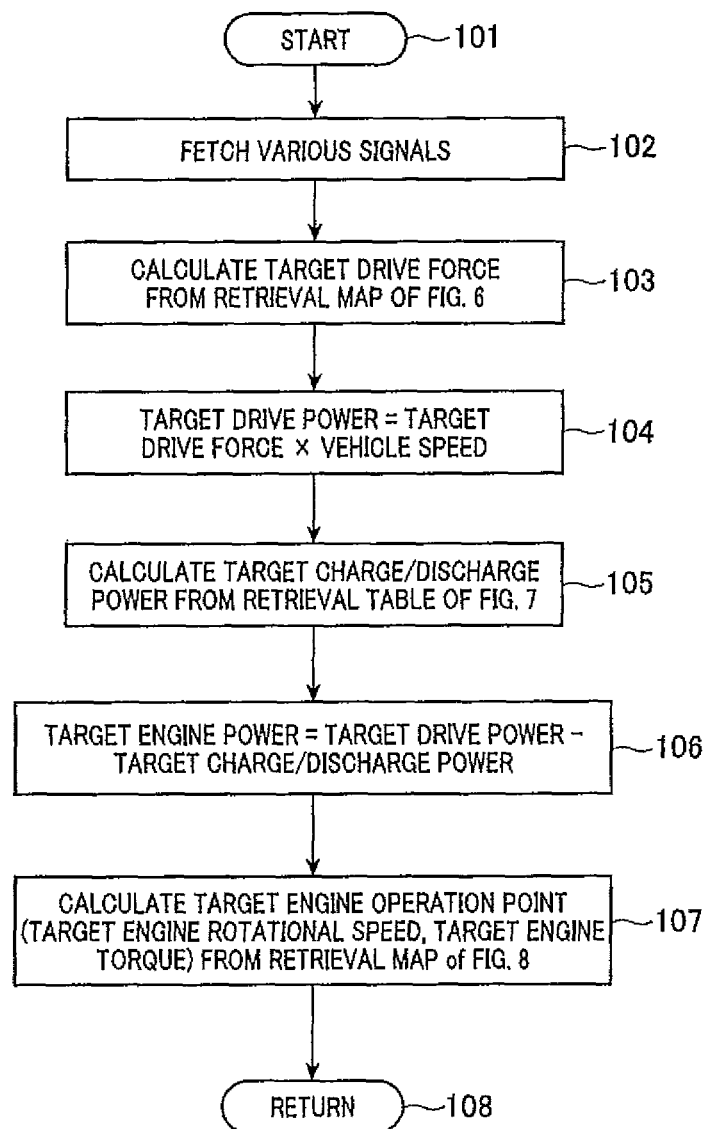 START
101
FETCH VARIOUS SIGNALS
102
CALCULATE TARGET DRIVE FORCE
FROM RETRIEVAL MAP OF FIG. 6
103
TARGET DRIVE POWER = TARGET
DRIVE FORCE × VEHICLE SPEED
104
CALCULATE TARGET CHARGE/DISCHARGE
POWER FROM RETRIEVAL TABLE OF FIG. 7
105
TARGET ENGINE POWER = TARGET DRIVE POWER –
TARGET CHARGE/DISCHARGE POWER
106
CALCULATE TARGET ENGINE OPERATION POINT
(TARGET ENGINE ROTATIONAL SPEED, TARGET ENGINE
TORQUE) FROM RETRIEVAL MAP of FIG. 8
107
RETURN
108